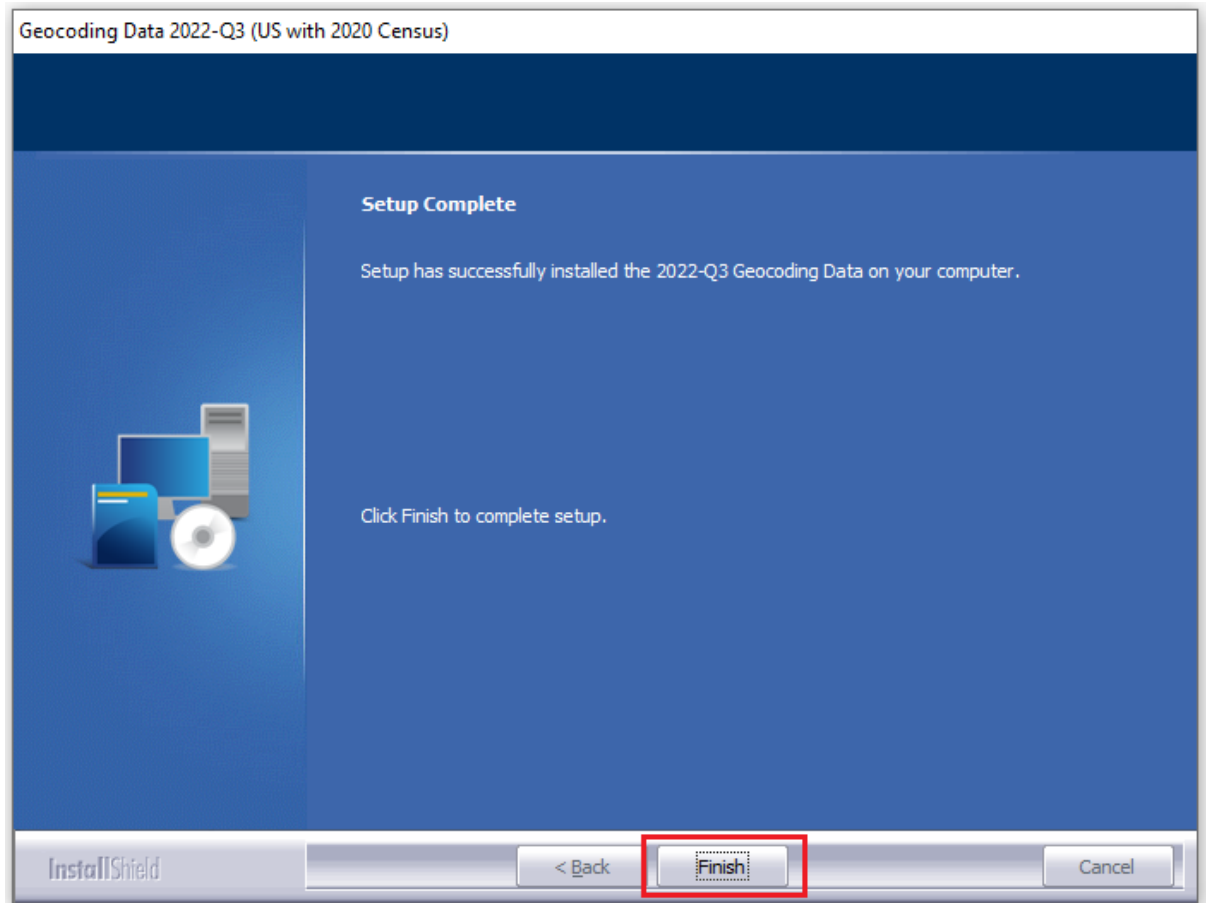 Geocoding Data 2022-Q3 (US with 2020 Census)
Setup Complete
Setup has successfully installed the 2022-Q3 Geocoding Data on your computer.
Click Finish to complete setup.
InstallShield
< Back
Finish
Cancel